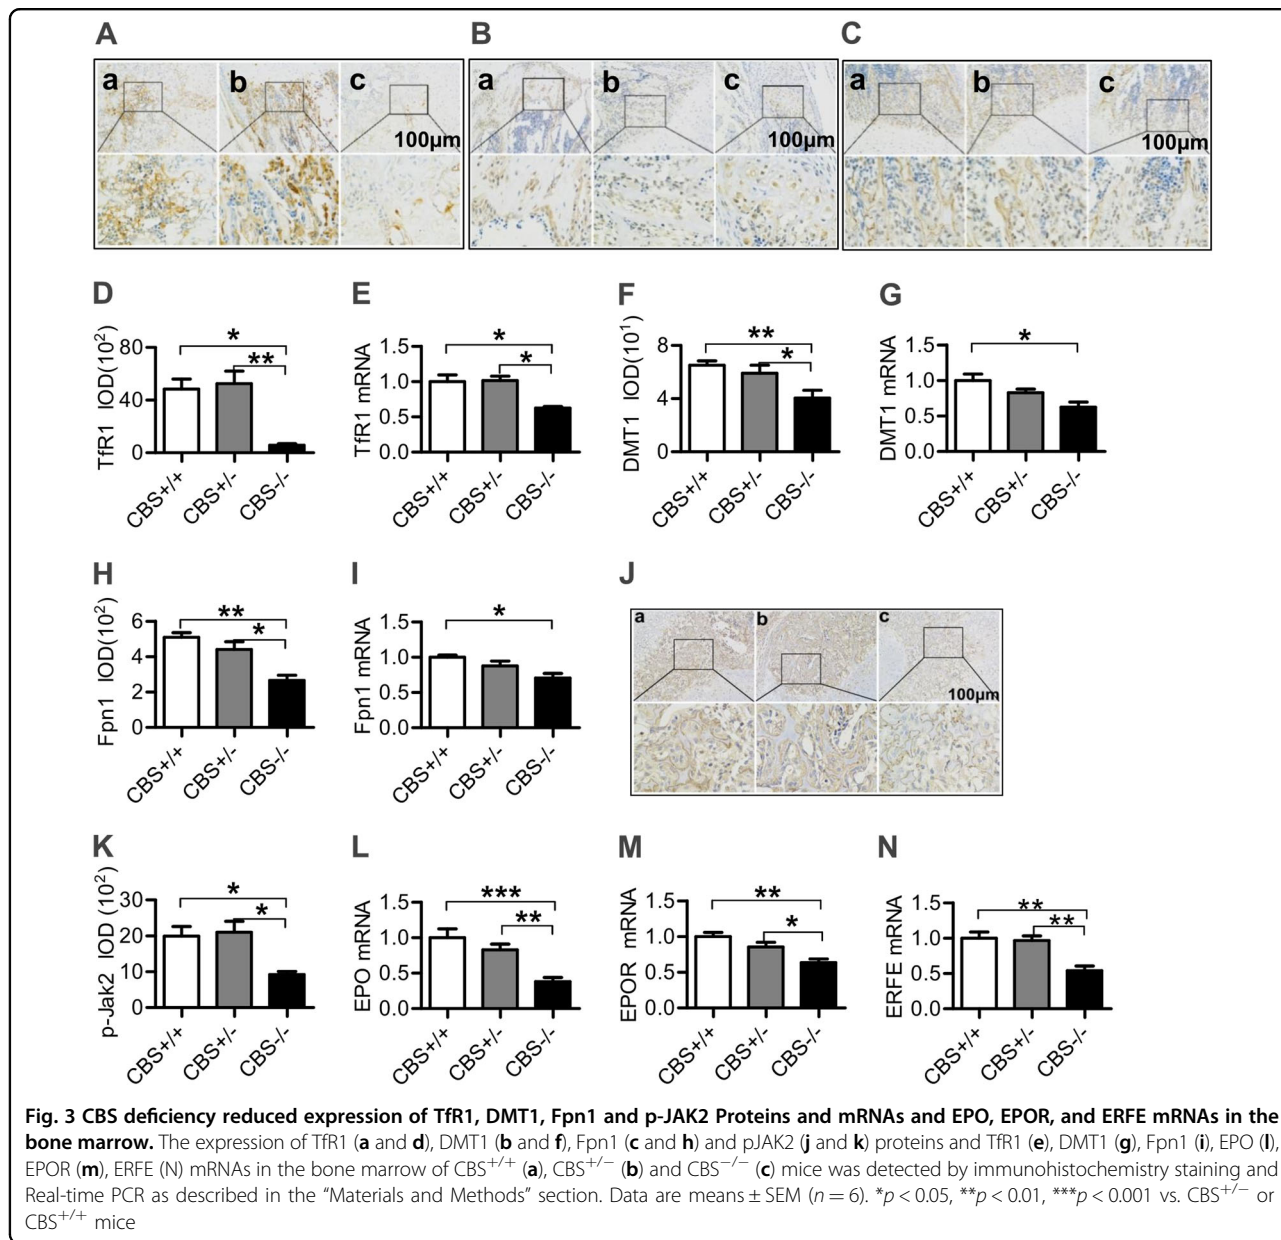 A B C
a b c 100μm
a b c 100μm
a b c 100μm
D E F G
TfR1 IOD(10²)
80
40
0
* **
CBS+/+ CBS+/- CBS-/-
TfR1 mRNA
1.5
1.0
0.5
0.0
* *
CBS+/+ CBS+/- CBS-/-
DMT1 IOD(10¹)
8
4
0
** *
CBS+/+ CBS+/- CBS-/-
DMT1 mRNA
1.5
1.0
0.5
0.0
*
CBS+/+ CBS+/- CBS-/-
H I J
Fpn1 IOD(10²)
6
4
2
0
** *
CBS+/+ CBS+/- CBS-/-
Fpn1 mRNA
1.5
1.0
0.5
0.0
*
CBS+/+ CBS+/- CBS-/-
a b c
100μm
K L M N
p-Jak2 IOD (10²)
30
20
10
0
* *
CBS+/+ CBS+/- CBS-/-
EPO mRNA
1.5
1.0
0.5
0.0
*** **
CBS+/+ CBS+/- CBS-/-
EPOR mRNA
1.5
1.0
0.5
0.0
** *
CBS+/+ CBS+/- CBS-/-
ERFE mRNA
1.5
1.0
0.5
0.0
** **
CBS+/+ CBS+/- CBS-/-
Fig. 3 CBS deficiency reduced expression of TfR1, DMT1, Fpn1 and p-JAK2 Proteins and mRNAs and EPO, EPOR, and ERFE mRNAs in the
bone marrow. The expression of TfR1 (a and d), DMT1 (b and f), Fpn1 (c and h) and pJAK2 (j and k) proteins and TfR1 (e), DMT1 (g), Fpn1 (i), EPO (l),
EPOR (m), ERFE (N) mRNAs in the bone marrow of CBS⁺/⁺ (a), CBS⁺/⁻ (b) and CBS⁻/⁻ (c) mice was detected by immunohistochemistry staining and
Real-time PCR as described in the “Materials and Methods” section. Data are means ± SEM (n = 6). *p < 0.05, **p < 0.01, ***p < 0.001 vs. CBS⁺/⁻ or
CBS⁺/⁺ mice